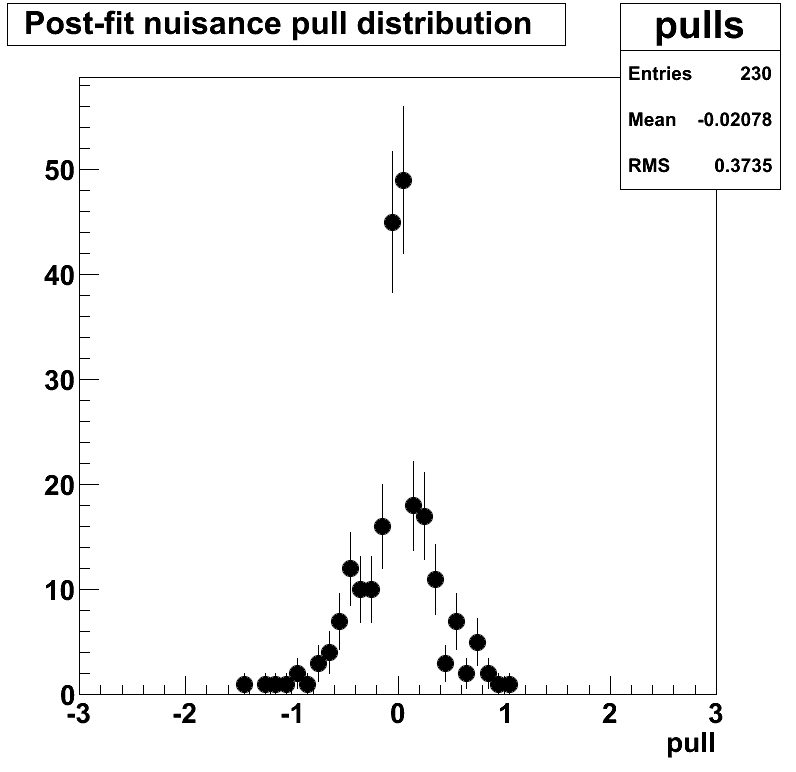 Post-fit nuisance pull distribution
pulls
Entries 230
Mean -0.02078
RMS 0.3735
50
40
30
20
10
0
-3 -2 -1 0 1 2 3
pull